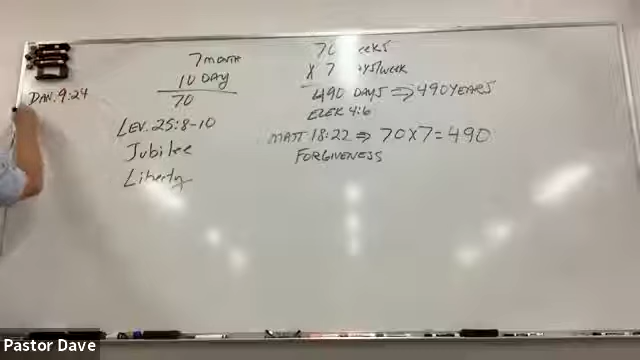 DAN. 9:24
7 MONTH
10 DAY
70
LEV. 25:8-10
Jubilee
Liberty
X 7
490 DAYS ⇒ 490 YEARS
EZEK 4:6
MATT 18:22 ⇒ 70X7=490
FORGIVENESS
Pastor Dave